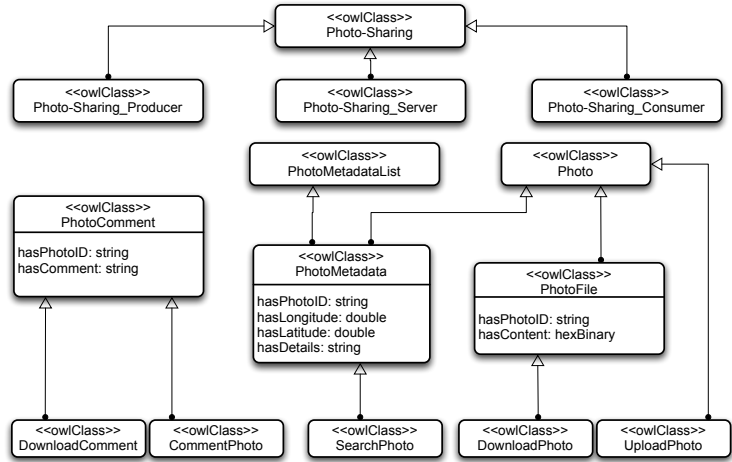 <<owlClass>>
Photo-Sharing
<<owlClass>>
Photo-Sharing_Producer
<<owlClass>>
Photo-Sharing_Server
<<owlClass>>
Photo-Sharing_Consumer
<<owlClass>>
PhotoMetadataList
<<owlClass>>
Photo
<<owlClass>>
PhotoComment
hasPhotoID: string
hasComment: string
<<owlClass>>
PhotoMetadata
hasPhotoID: string
hasLongitude: double
hasLatitude: double
hasDetails: string
<<owlClass>>
PhotoFile
hasPhotoID: string
hasContent: hexBinary
<<owlClass>>
DownloadComment
<<owlClass>>
CommentPhoto
<<owlClass>>
SearchPhoto
<<owlClass>>
DownloadPhoto
<<owlClass>>
UploadPhoto